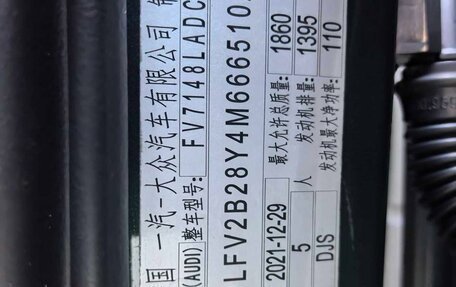 国一汽-大众汽车有限公司 制
(AUDI) 整车型号: FV7148LADC
LFV2B28Y4M666510
2021-12-29 最大允许总质量: 1860
5 人 发动机排量: 1395
DJS 发动机最大净功率: 110